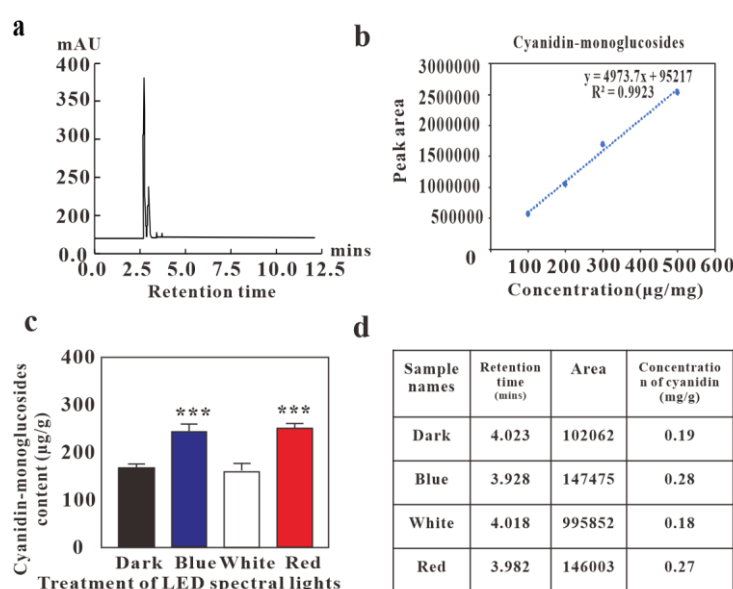 a
mAU
400
350
300
250
200
0.0
0.0 2.5 5.0 7.5 10.0 12.5
mins
Retention time
b
Cyanidin-monoglucosides
y = 4973.7x + 95217
R² = 0.9923
Peak area
3000000
2500000
2000000
1500000
1000000
500000
0
100 200 300 400 500 600
Concentration(µg/mg)
c
Cyanidin-monoglucosides
content (µg/g)
400
300
200
100
0
*** ***
Dark Blue White Red
Treatment of LED spectral lights
d
Sample names Retention time (mins) Area Concentratio n of cyanidin (mg/g)
Dark 4.023 102062 0.19
Blue 3.928 147475 0.28
White 4.018 995852 0.18
Red 3.982 146003 0.27